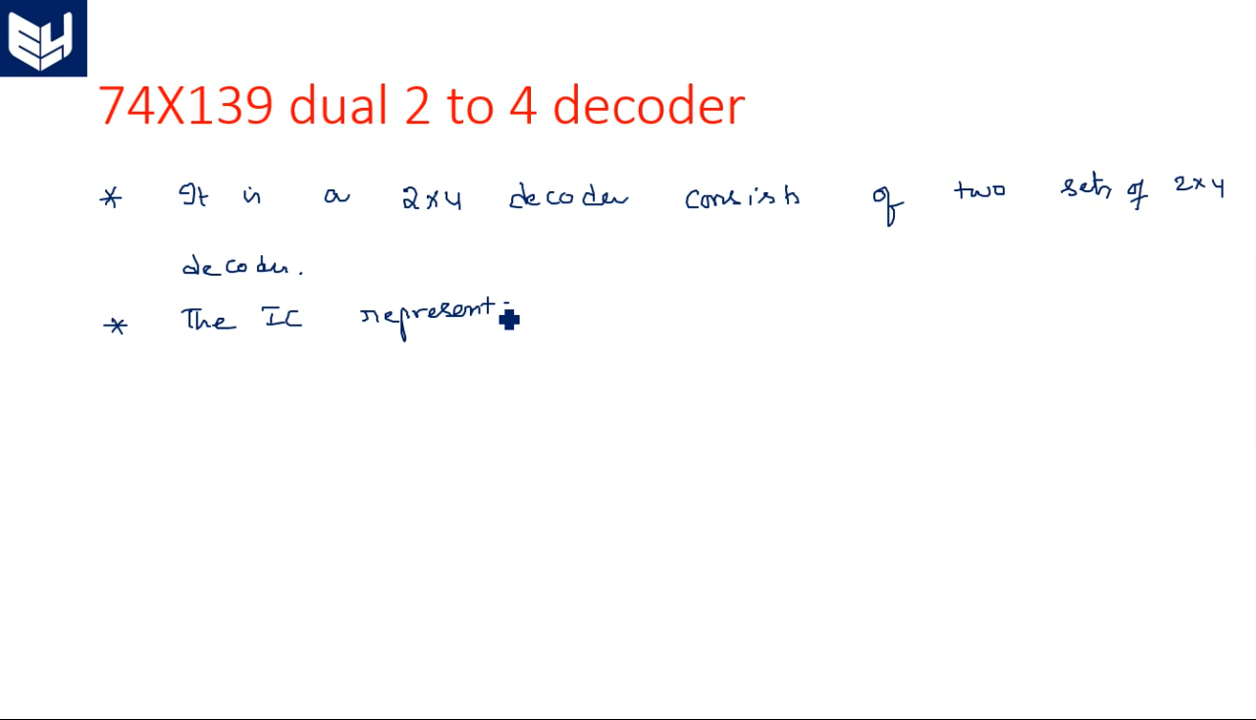 74X139 dual 2 to 4 decoder
* It is a 2x4 decoder consists of two sets of 2x4
decoder.
* The IC represent